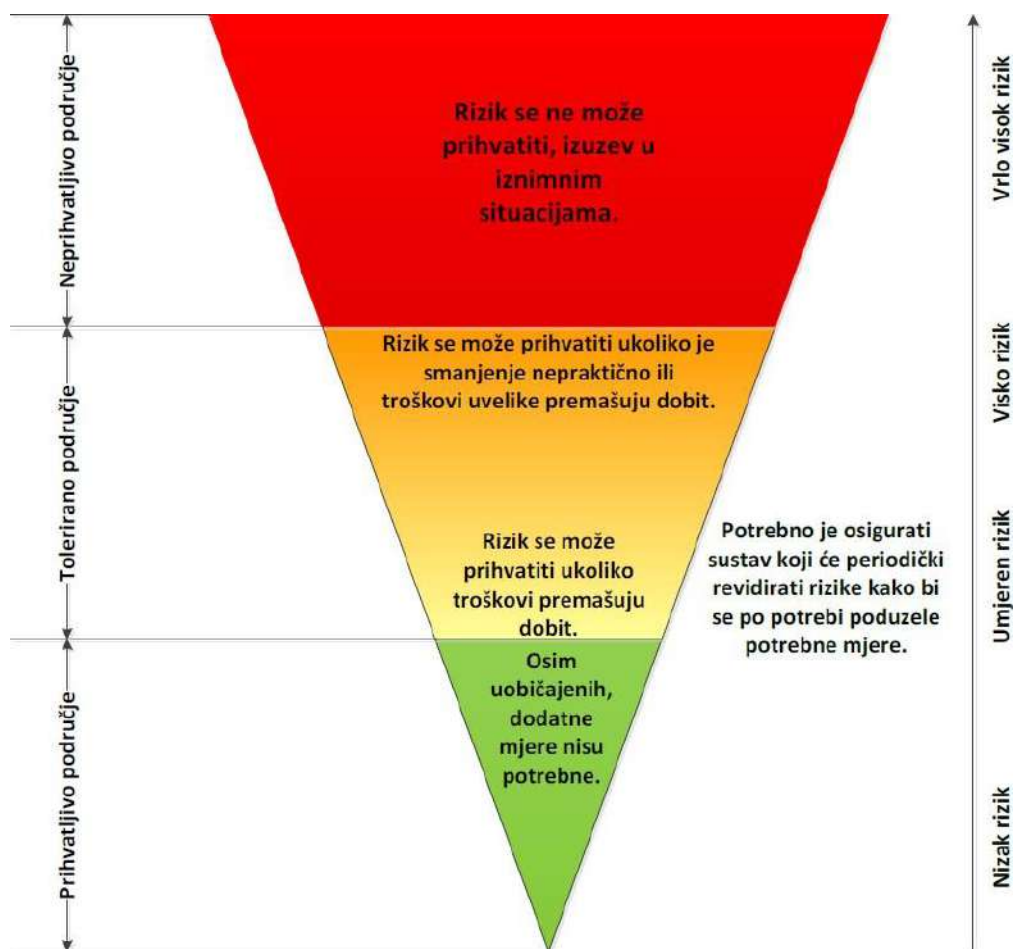 Neprihvatljivo područje
Rizik se ne može
prihvatiti, izuzev u
iznimnim
situacijama.
Vrlo visok rizik
Tolerirano područje
Rizik se može prihvatiti ukoliko je
smanjenje nepraktično ili
troškovi uvelike premašuju dobit.
Visko rizik
Rizik se može
prihvatiti ukoliko
troškovi premašuju
dobit.
Potrebno je osigurati
sustav koji će periodički
revidirati rizike kako bi
se po potrebi poduzele
potrebne mjere.
Umjeren rizik
Prihvatljivo područje
Osim
uobičajenih,
dodatne
mjere nisu
potrebne.
Nizak rizik